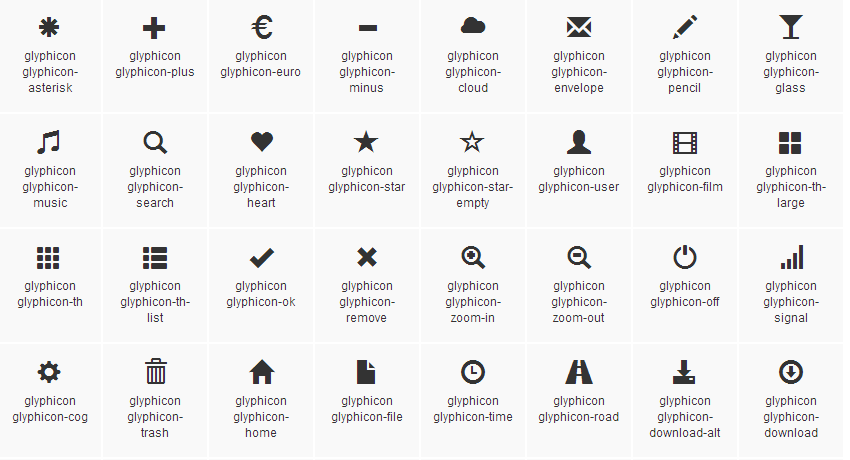 glyphicon
glyphicon-
asterisk
glyphicon
glyphicon-plus
glyphicon
glyphicon-euro
glyphicon
glyphicon-
minus
glyphicon
glyphicon-
cloud
glyphicon
glyphicon-
envelope
glyphicon
glyphicon-
pencil
glyphicon
glyphicon-
glass
glyphicon
glyphicon-
music
glyphicon
glyphicon-
search
glyphicon
glyphicon-
heart
glyphicon
glyphicon-star
glyphicon
glyphicon-star-
empty
glyphicon
glyphicon-user
glyphicon
glyphicon-film
glyphicon
glyphicon-th-
large
glyphicon
glyphicon-th
glyphicon
glyphicon-th-
list
glyphicon
glyphicon-ok
glyphicon
glyphicon-
remove
glyphicon
glyphicon-
zoom-in
glyphicon
glyphicon-
zoom-out
glyphicon
glyphicon-off
glyphicon
glyphicon-
signal
glyphicon
glyphicon-cog
glyphicon
glyphicon-
trash
glyphicon
glyphicon-
home
glyphicon
glyphicon-file
glyphicon
glyphicon-time
glyphicon
glyphicon-road
glyphicon
glyphicon-
download-alt
glyphicon
glyphicon-
download